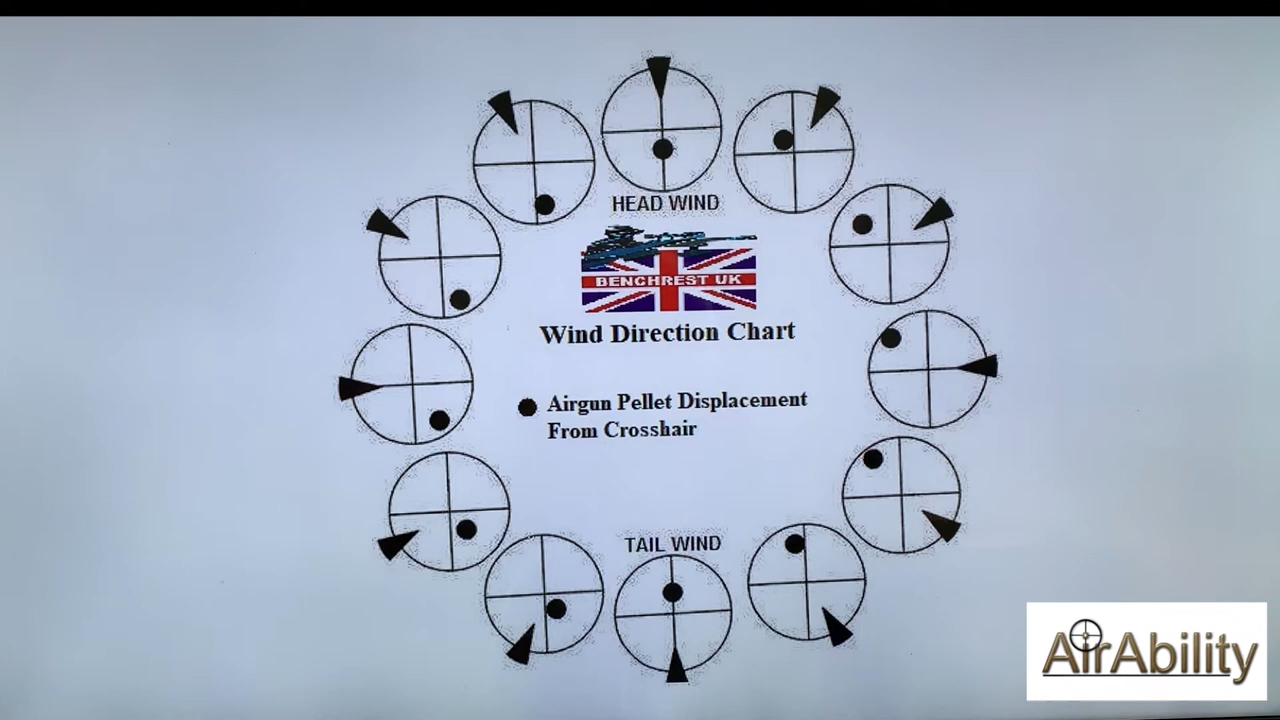 HEAD WIND
BENCHREST UK
Wind Direction Chart
Airgun Pellet Displacement
From Crosshair
TAIL WIND
AirAbility